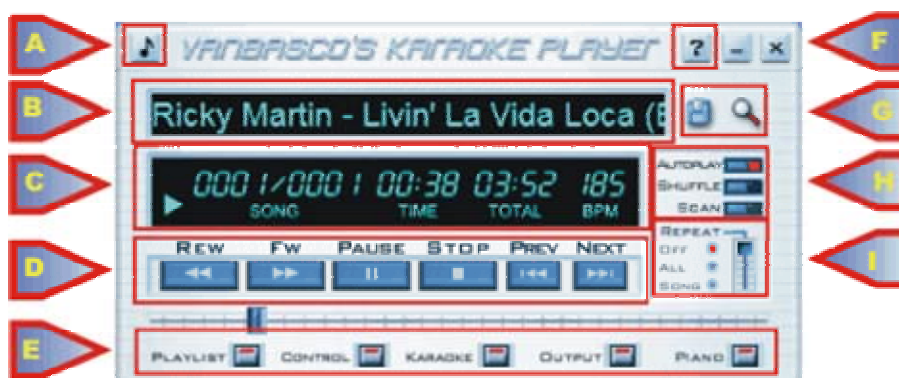 A
♪ VANBASCO'S KARAOKE PLAYER ? – ×
F
B
Ricky Martin - Livin' La Vida Loca (
G
C
0001/0001 00:38 03:52 185
SONG TIME TOTAL BPM
AUTOPLAY
SHUFFLE
SCAN
H
D
REW FW PAUSE STOP PREV NEXT
REPEAT
OFF
ALL
SONG
I
E
PLAYLIST CONTROL KARAOKE OUTPUT PIANO